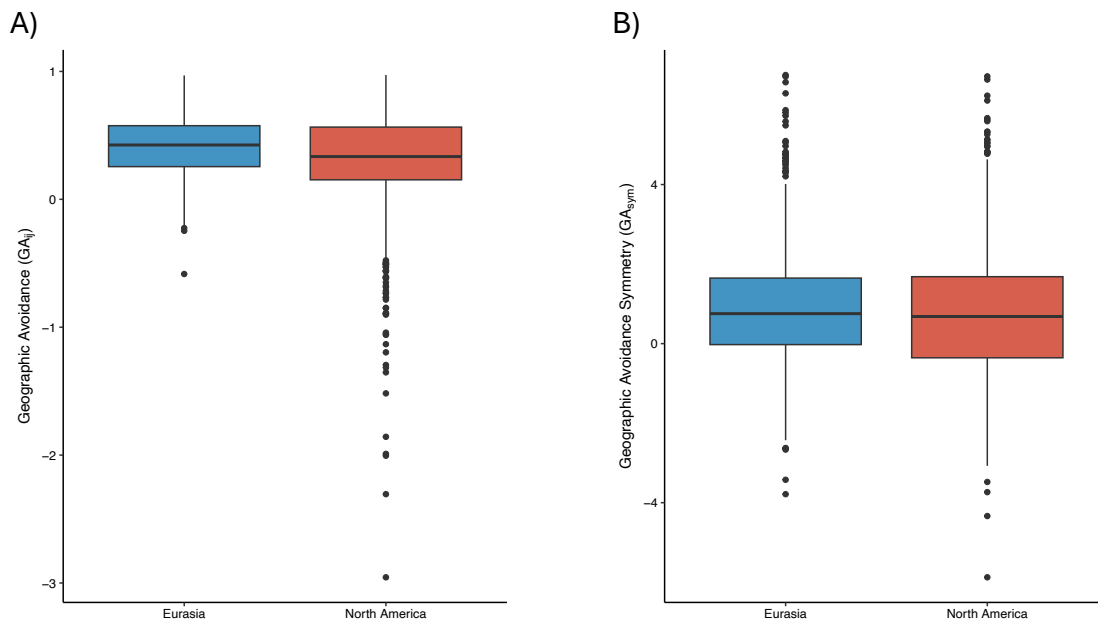 A)
Geographic Avoidance (GAij)
1
0
−1
−2
−3
Eurasia
North America
B)
Geographic Avoidance Symmetry (GAsym)
4
0
−4
Eurasia
North America